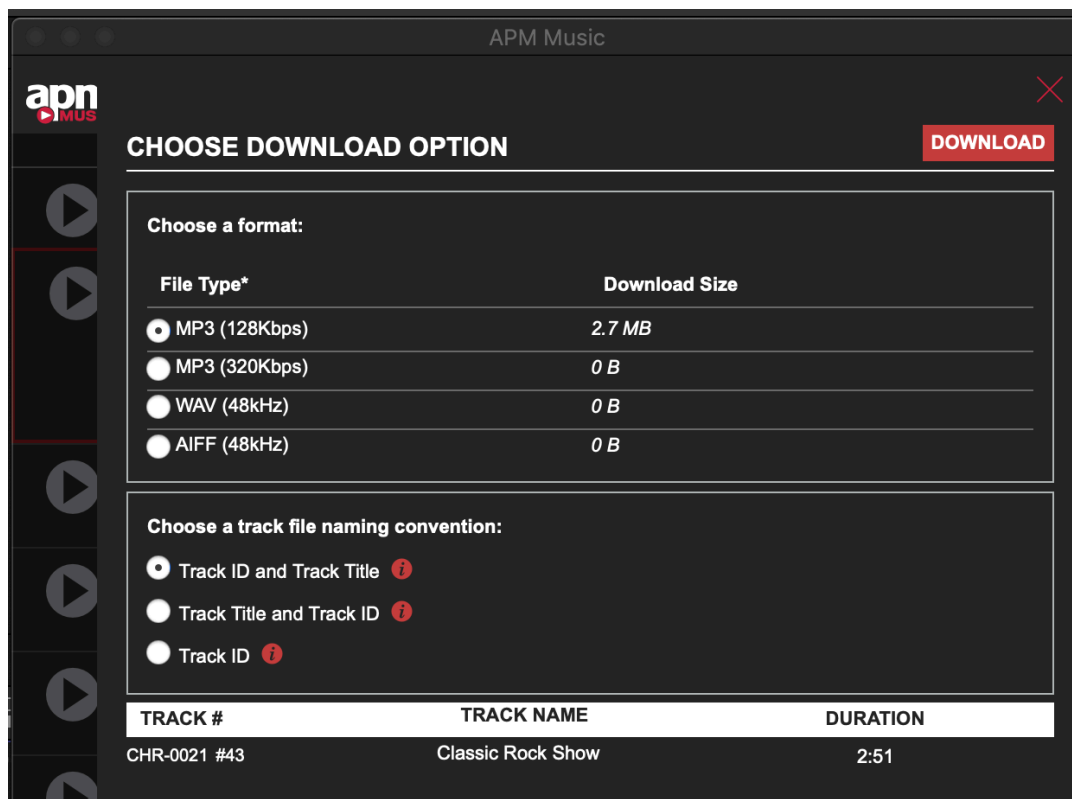 APM Music
apm
MUS
CHOOSE DOWNLOAD OPTION
DOWNLOAD
Choose a format:
File Type* Download Size
MP3 (128Kbps) 2.7 MB
MP3 (320Kbps) 0 B
WAV (48kHz) 0 B
AIFF (48kHz) 0 B
Choose a track file naming convention:
Track ID and Track Title i
Track Title and Track ID i
Track ID i
TRACK # TRACK NAME DURATION
CHR-0021 #43 Classic Rock Show 2:51